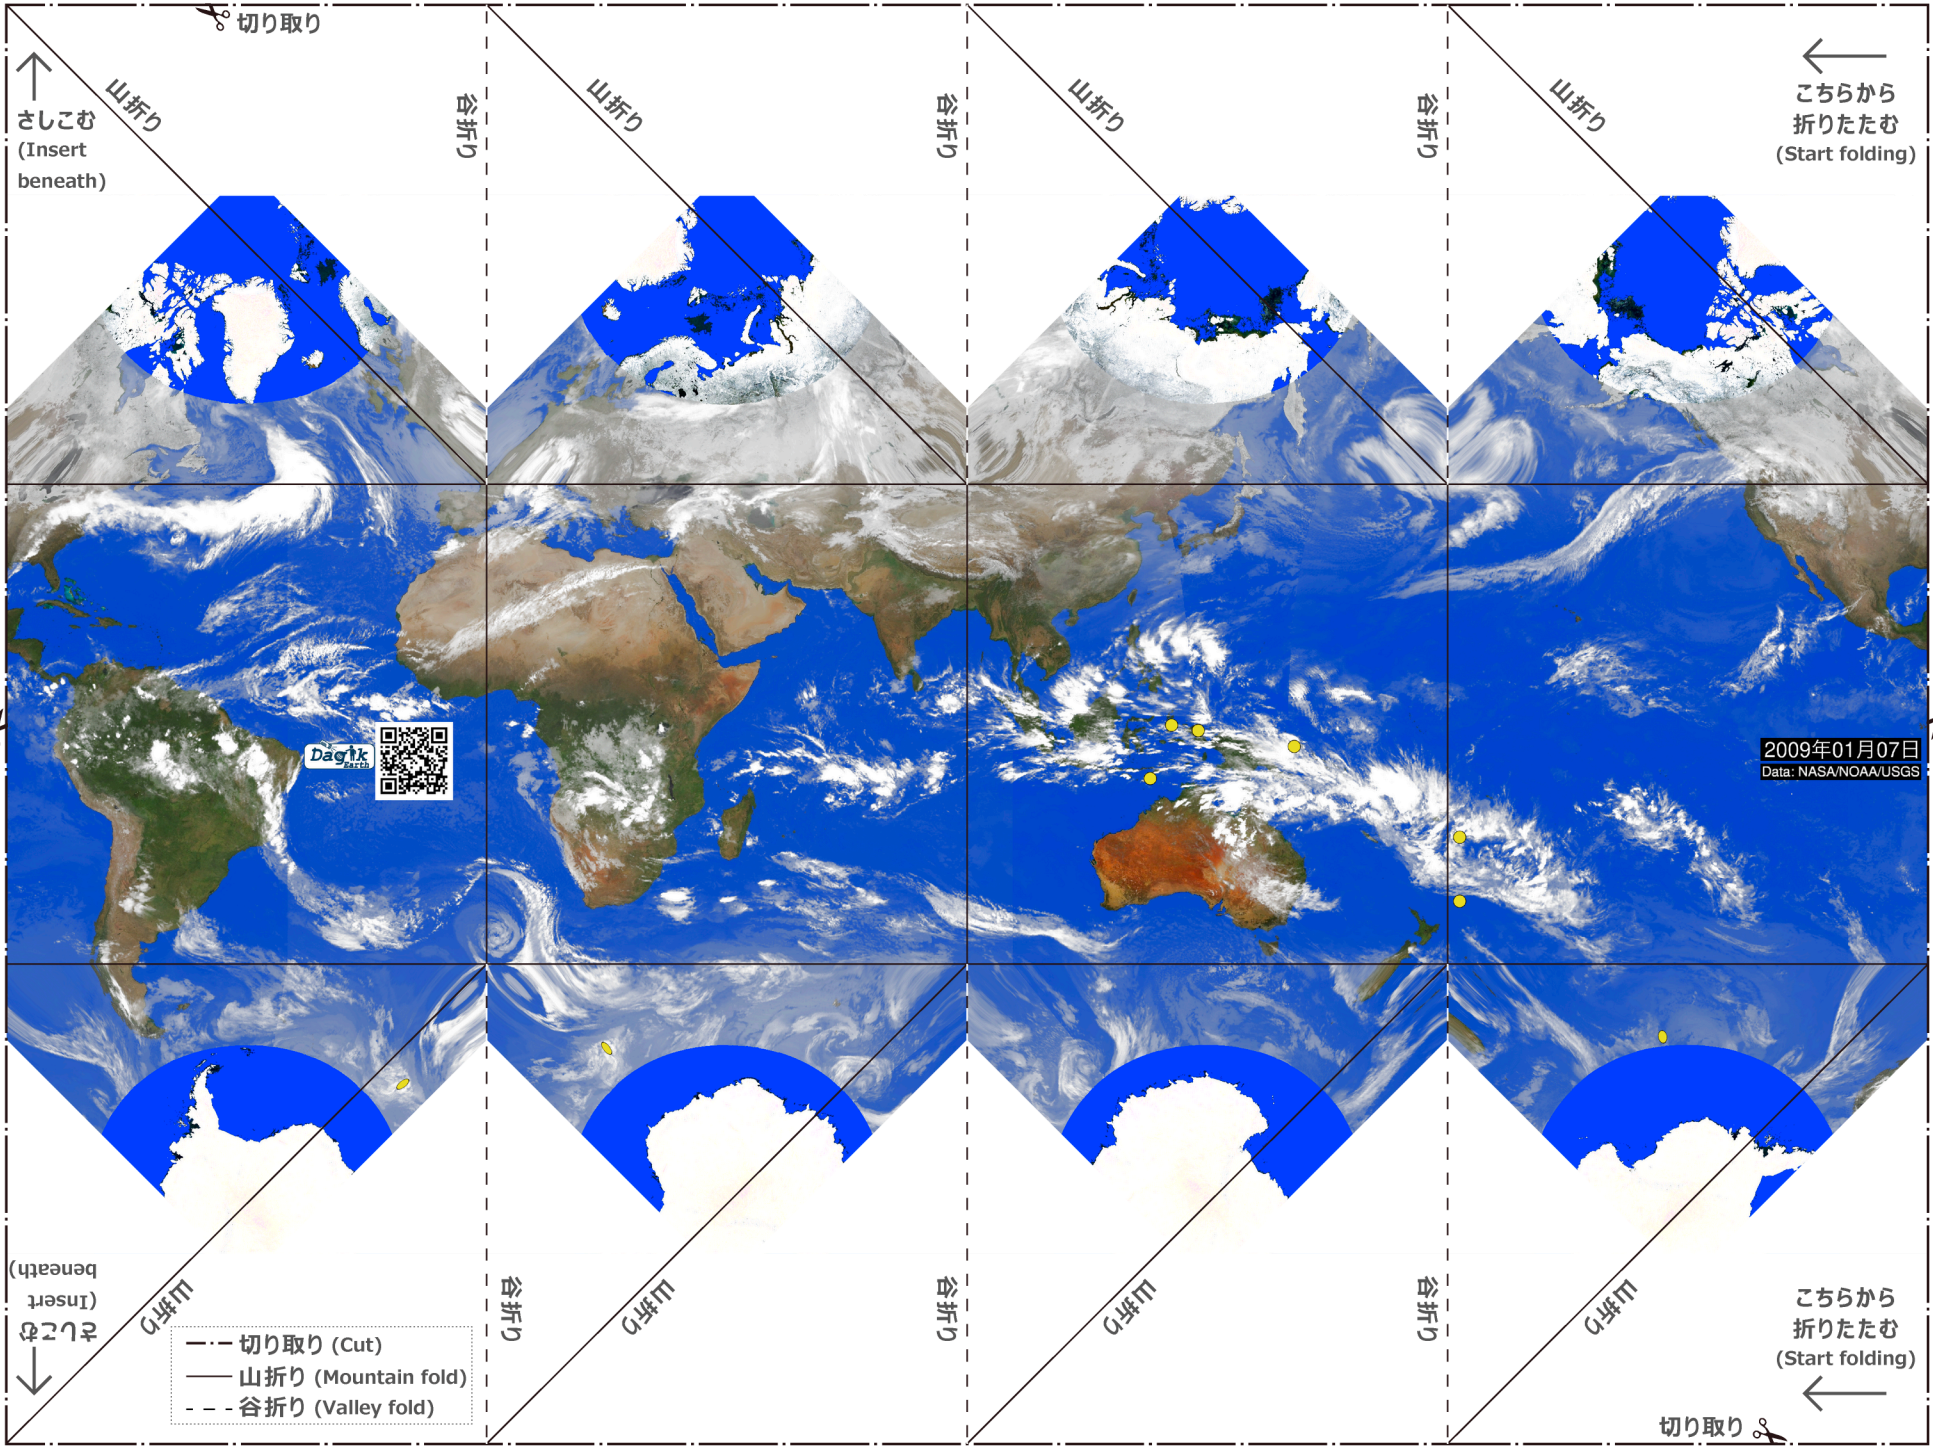 切り取り
さしこむ
(Insert
beneath)
山折り
谷折り
山折り
谷折り
山折り
谷折り
山折り
こちらから
折りたたむ
(Start folding)
Dagik
Earth
2009年01月07日
Data: NASA/NOAA/USGS
さしこむ
(Insert
beneath)
山折り
谷折り
山折り
谷折り
山折り
谷折り
山折り
こちらから
折りたたむ
(Start folding)
切り取り (Cut)
山折り (Mountain fold)
谷折り (Valley fold)
切り取り